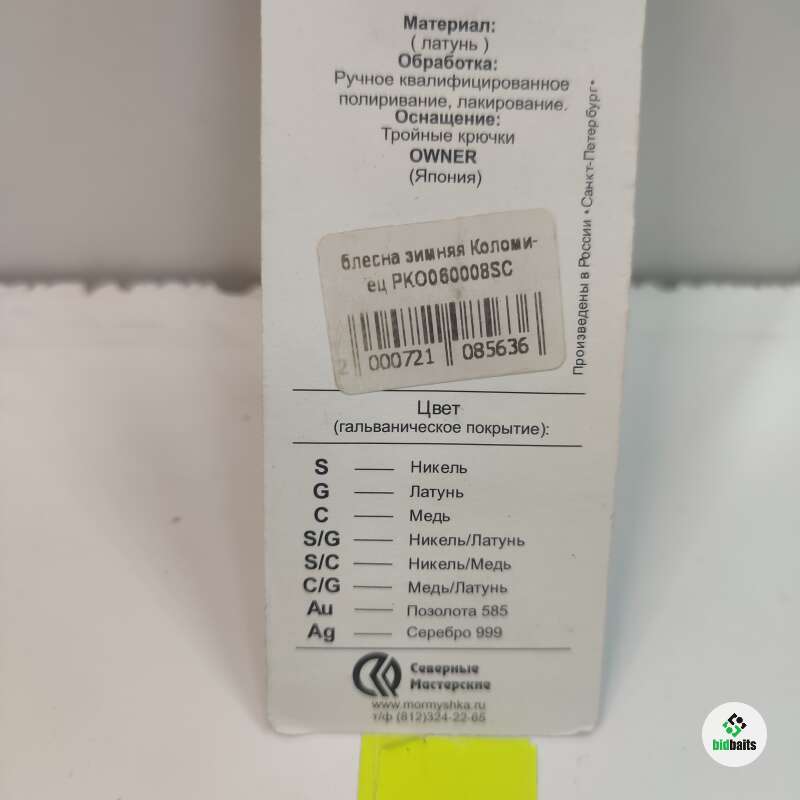 Материал:
( латунь )
Обработка:
Ручное квалифицированное
полиривание, лакирование.
Оснащение:
Тройные крючки
OWNER
(Япония)
Произведены в России • Санкт-Петербург •
блесна зимняя Коломи-
ец PKO060008SC
2 000721 085636
Цвет
(гальваническое покрытие):
S — Никель
G — Латунь
C — Медь
S/G — Никель/Латунь
S/C — Никель/Медь
C/G — Медь/Латунь
Au — Позолота 585
Ag — Серебро 999
Северные
Мастерские
www.mormyshka.ru
т/ф (812)324-22-65
bidbaits